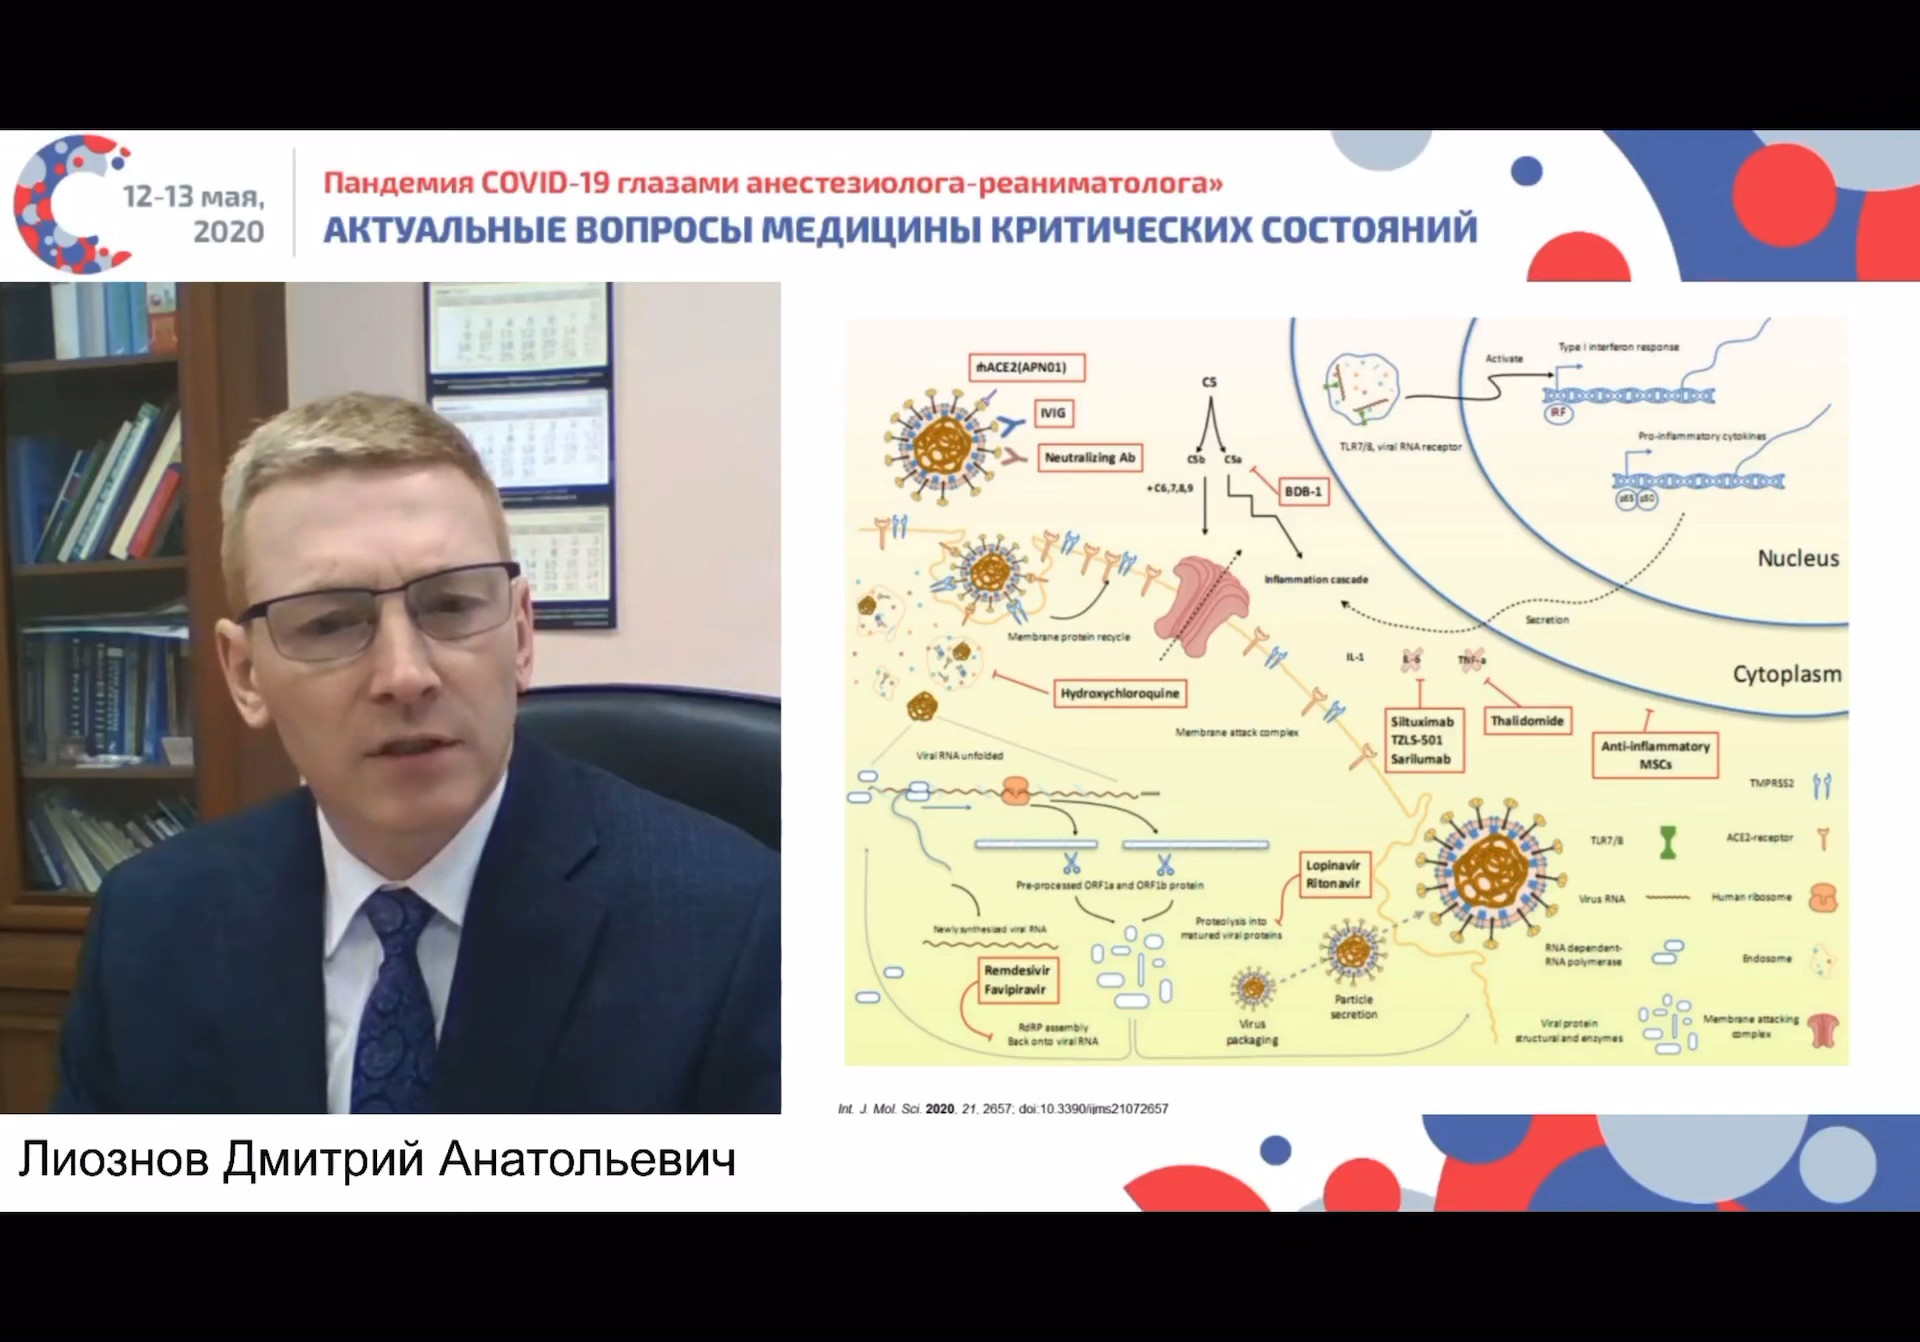 12-13 мая,
2020
Пандемия COVID-19 глазами анестезиолога-реаниматолога»
АКТУАЛЬНЫЕ ВОПРОСЫ МЕДИЦИНЫ КРИТИЧЕСКИХ СОСТОЯНИЙ
rhACE2(APN01)
IVIG
Neutralizing Ab
C5
C5b
C5a
+ C6,7,8,9
BDB-1
Inflammation cascade
TLR7/8, viral RNA receptor
Activate
Type I interferon response
IRF
Pro-inflammatory cytokines
p65 p50
Nucleus
Secretion
Cytoplasm
Membrane protein recycle
Hydroxychloroquine
Membrane attack complex
IL-1
IL-6
TNF-a
Siltuximab
TZLS-501
Sarilumab
Thalidomide
Anti-inflammatory
MSCs
Viral RNA unfolded
Pre-processed ORF1a and ORF1b protein
Newly synthesized viral RNA
Remdesivir
Favipiravir
RdRP assembly
Back onto viral RNA
Lopinavir
Ritonavir
Proteolysis into
matured viral proteins
Virus
packaging
Particle
secretion
TMPRSS2
TLR7/8
ACE2-receptor
Virus RNA
Human ribosome
RNA dependent-
RNA polymerase
Endosome
Viral protein
structural and enzymes
Membrane attacking
complex
Int. J. Mol. Sci. 2020, 21, 2657; doi:10.3390/ijms21072657
Лиознов Дмитрий Анатольевич